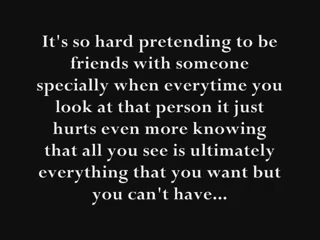 It's so hard pretending to be
friends with someone
specially when everytime you
look at that person it just
hurts even more knowing
that all you see is ultimately
everything that you want but
you can't have...